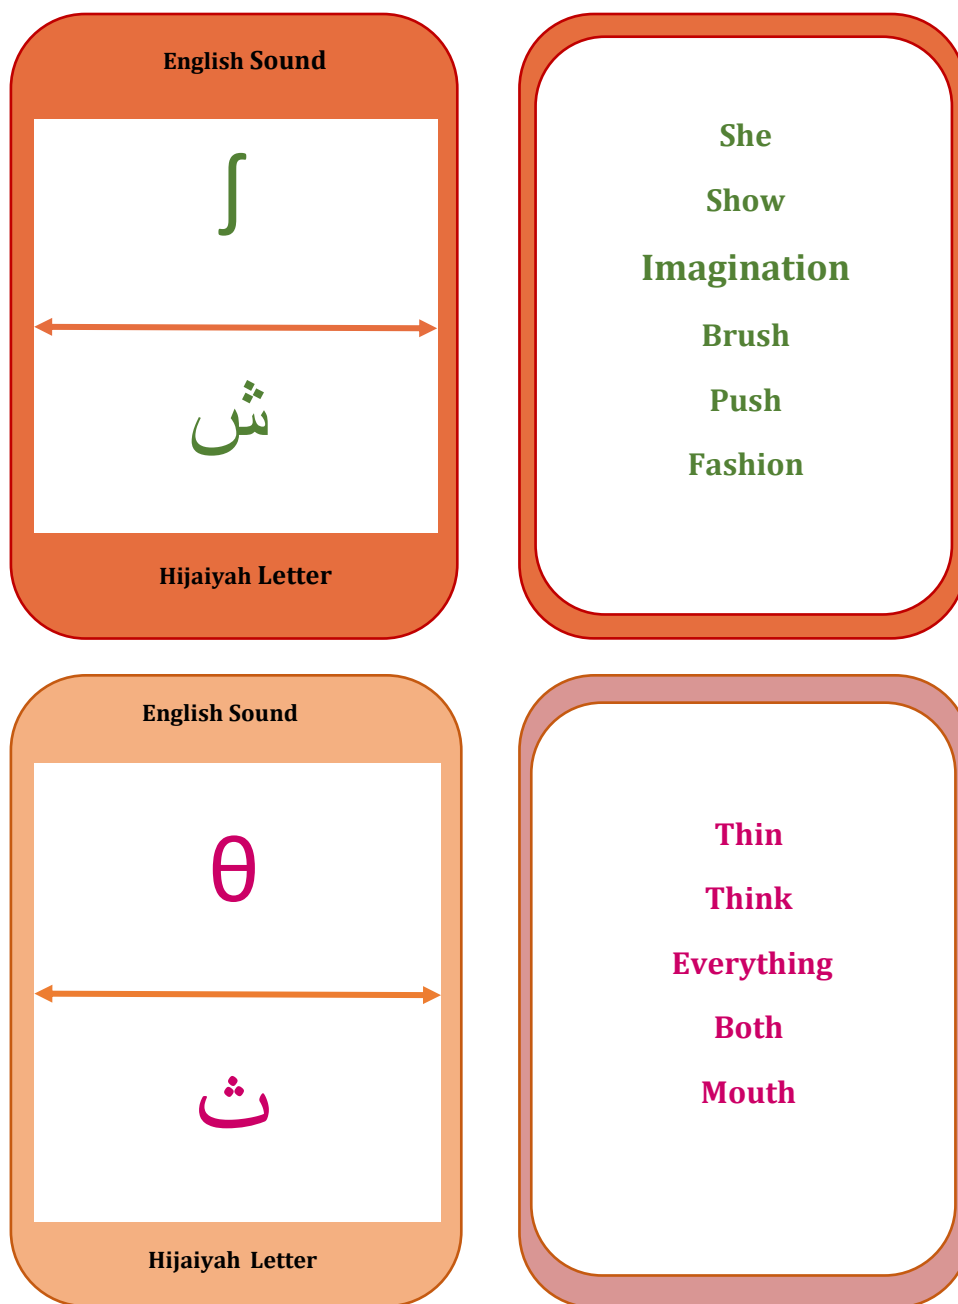 English Sound
ʃ
ش
Hijaiyah Letter
She
Show
Imagination
Brush
Push
Fashion
English Sound
θ
ث
Hijaiyah Letter
Thin
Think
Everything
Both
Mouth